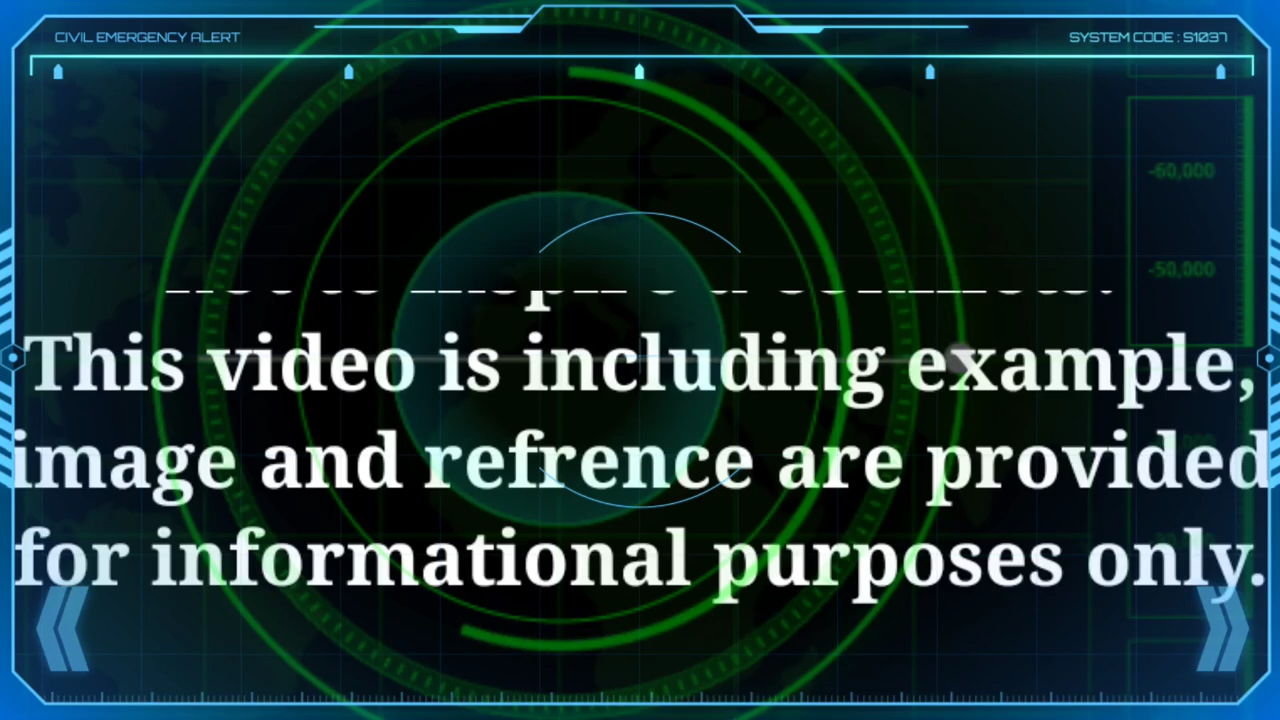 CIVIL EMERGENCY ALERT
SYSTEM CODE : S1037
-60,000
-50,000
This video is including example,
image and refrence are provided
for informational purposes only.